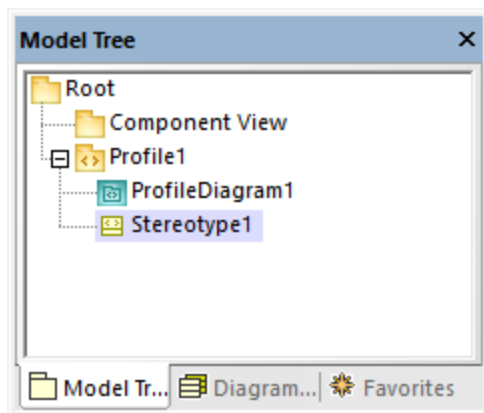 Model Tree
Root
Component View
Profile1
ProfileDiagram1
Stereotype1
Model Tr... Diagram... Favorites